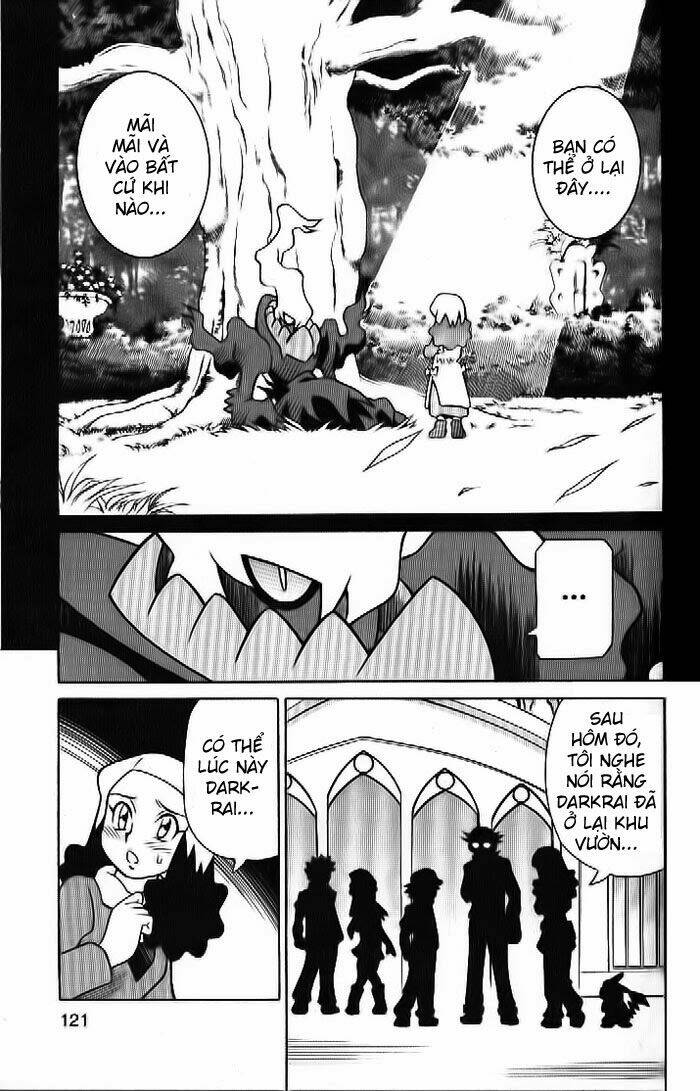 BẠN CÓ
THỂ Ở LẠI
ĐÂY....
MÃI
MÃI VÀ
VÀO BẤT
CỨ KHI
NÀO...
...
SAU
HÔM ĐÓ,
TÔI NGHE
NÓI RẰNG
DARKRAI ĐÃ
Ở LẠI KHU
VƯỜN...
CÓ THỂ
LÚC NÀY
DARK-
RAI...
121